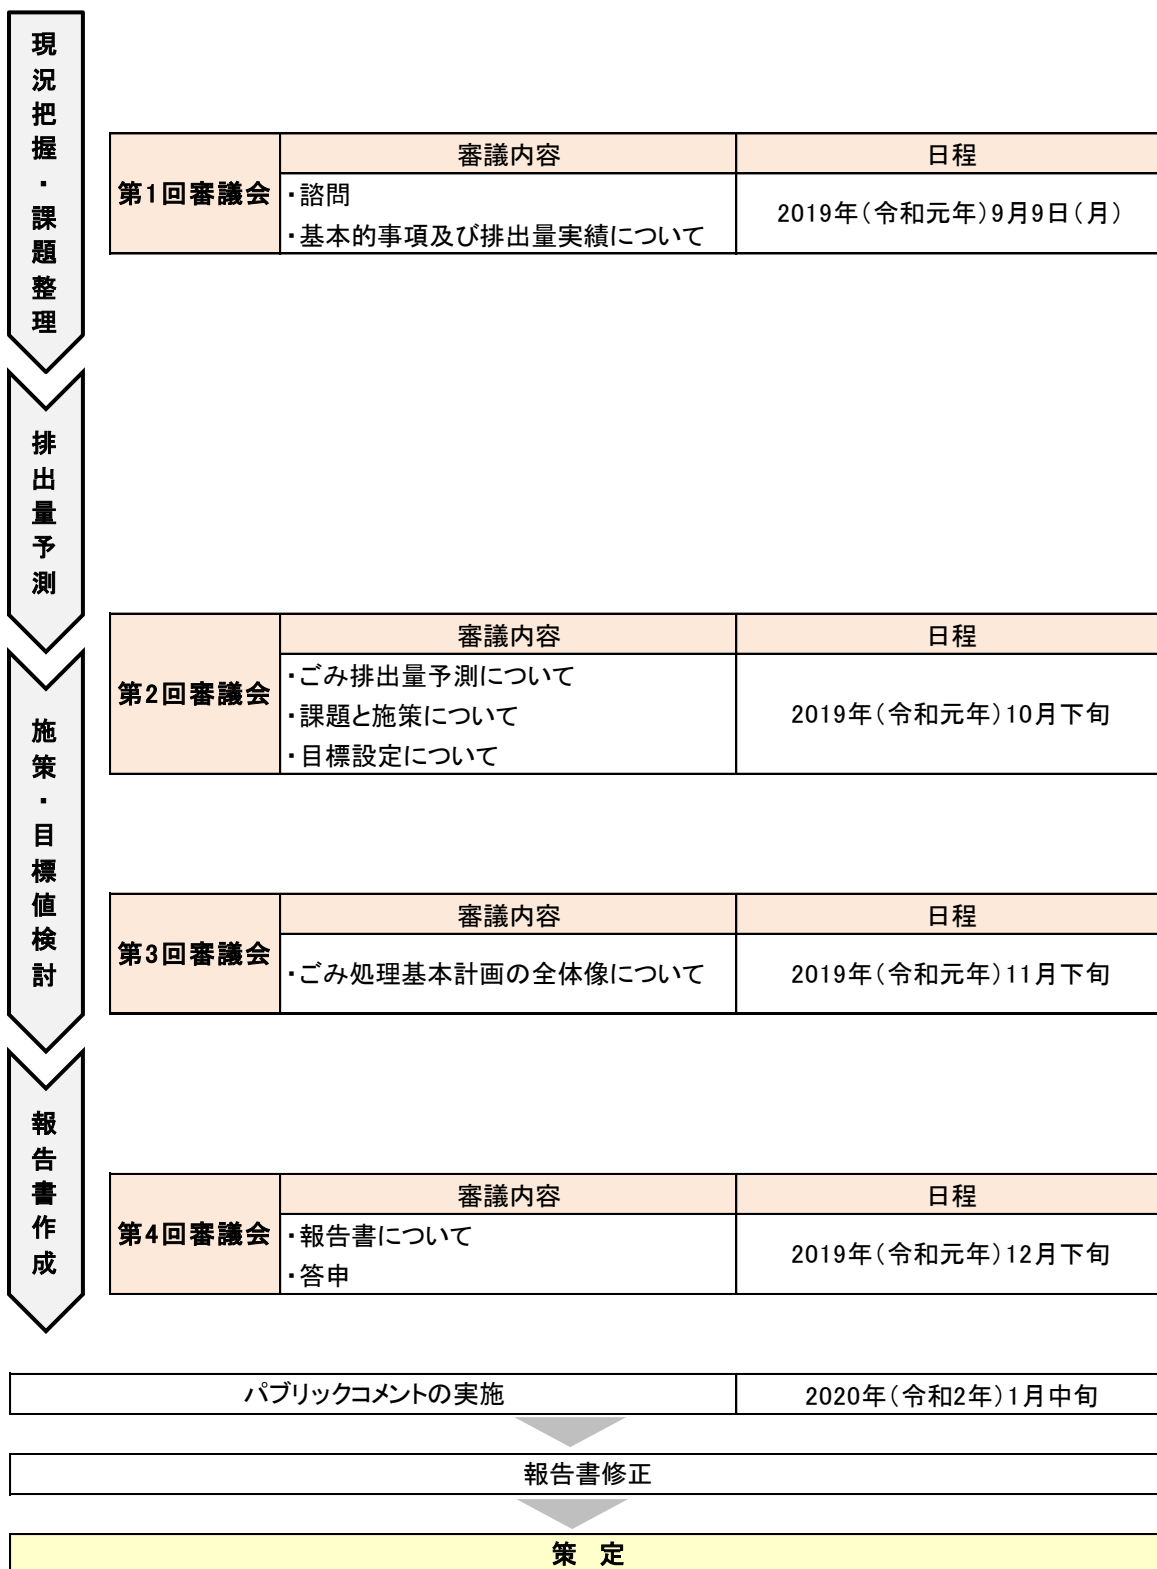 現況把握・課題整理
審議内容
日程
第1回審議会
・諮問
・基本的事項及び排出量実績について
2019年（令和元年）9月9日（月）
排出量予測
審議内容
日程
第2回審議会
・ごみ排出量予測について
・課題と施策について
・目標設定について
2019年（令和元年）10月下旬
施策・目標値検討
審議内容
日程
第3回審議会
・ごみ処理基本計画の全体像について
2019年（令和元年）11月下旬
報告書作成
審議内容
日程
第4回審議会
・報告書について
・答申
2019年（令和元年）12月下旬
パブリックコメントの実施
2020年（令和2年）1月中旬
報告書修正
策 定